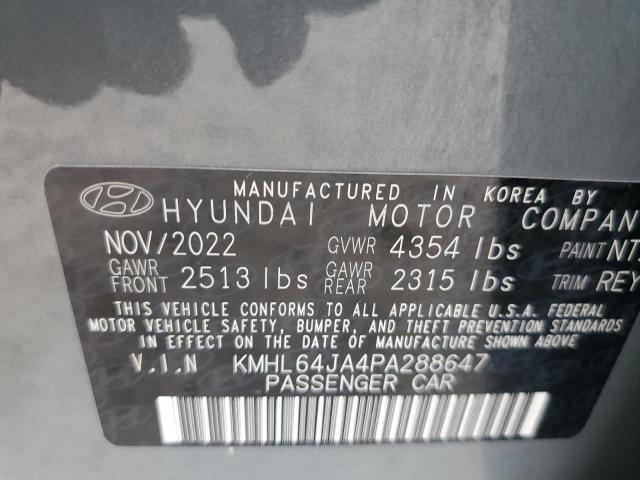 MANUFACTURED IN KOREA BY
HYUNDAI MOTOR COMPAN
NOV/2022 GVWR 4354 lbs PAINT NT
GAWR FRONT 2513 lbs GAWR REAR 2315 lbs TRIM REY
THIS VEHICLE CONFORMS TO ALL APPLICABLE U.S.A. FEDERAL
MOTOR VEHICLE SAFETY, BUMPER, AND THEFT PREVENTION STANDARDS
IN EFFECT ON THE DATE OF MANUFACTURE SHOWN ABOVE
V.I.N KMHL64JA4PA288647
PASSENGER CAR